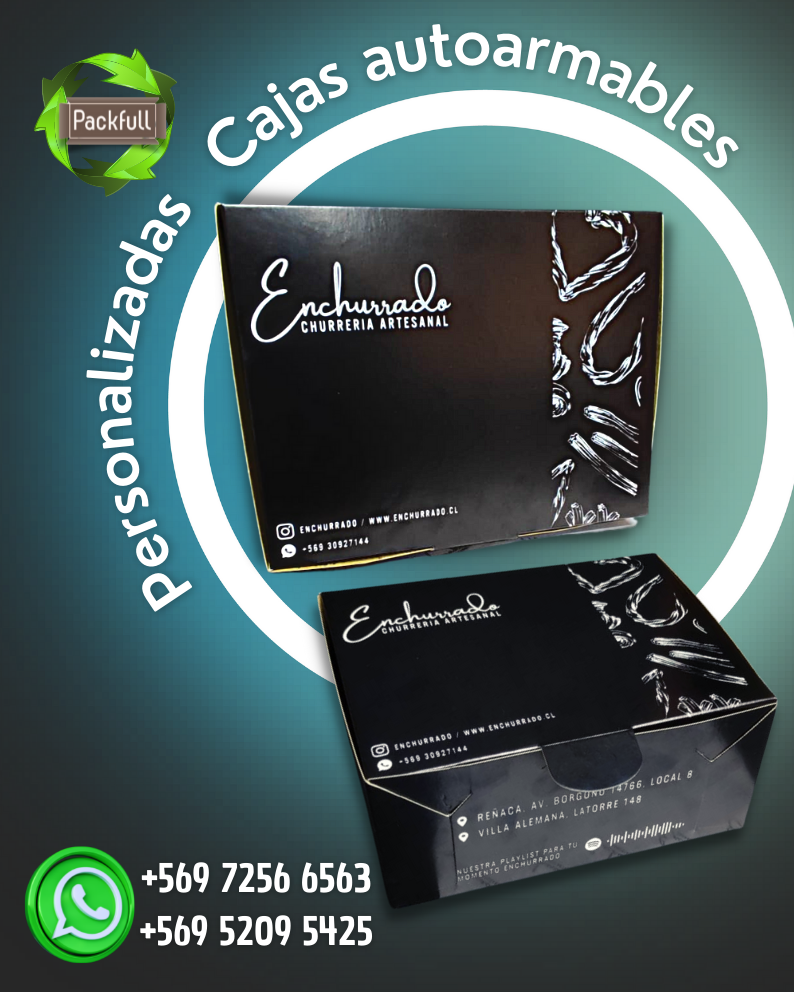 Packfull
Personalizadas Cajas autoarmables
Enchurrado
CHURRERIA ARTESANAL
ENCHURRADO / WWW.ENCHURRADO.CL
+569 30927144
Enchurrado
CHURRERIA ARTESANAL
ENCHURRADO / WWW.ENCHURRADO.CL
+569 30927144
REÑACA, AV. BORGOÑO 14766, LOCAL 8
VILLA ALEMANA, LATORRE 148
NUESTRA PLAYLIST PARA TU
MOMENTO ENCHURRADO
+569 7256 6563
+569 5209 5425